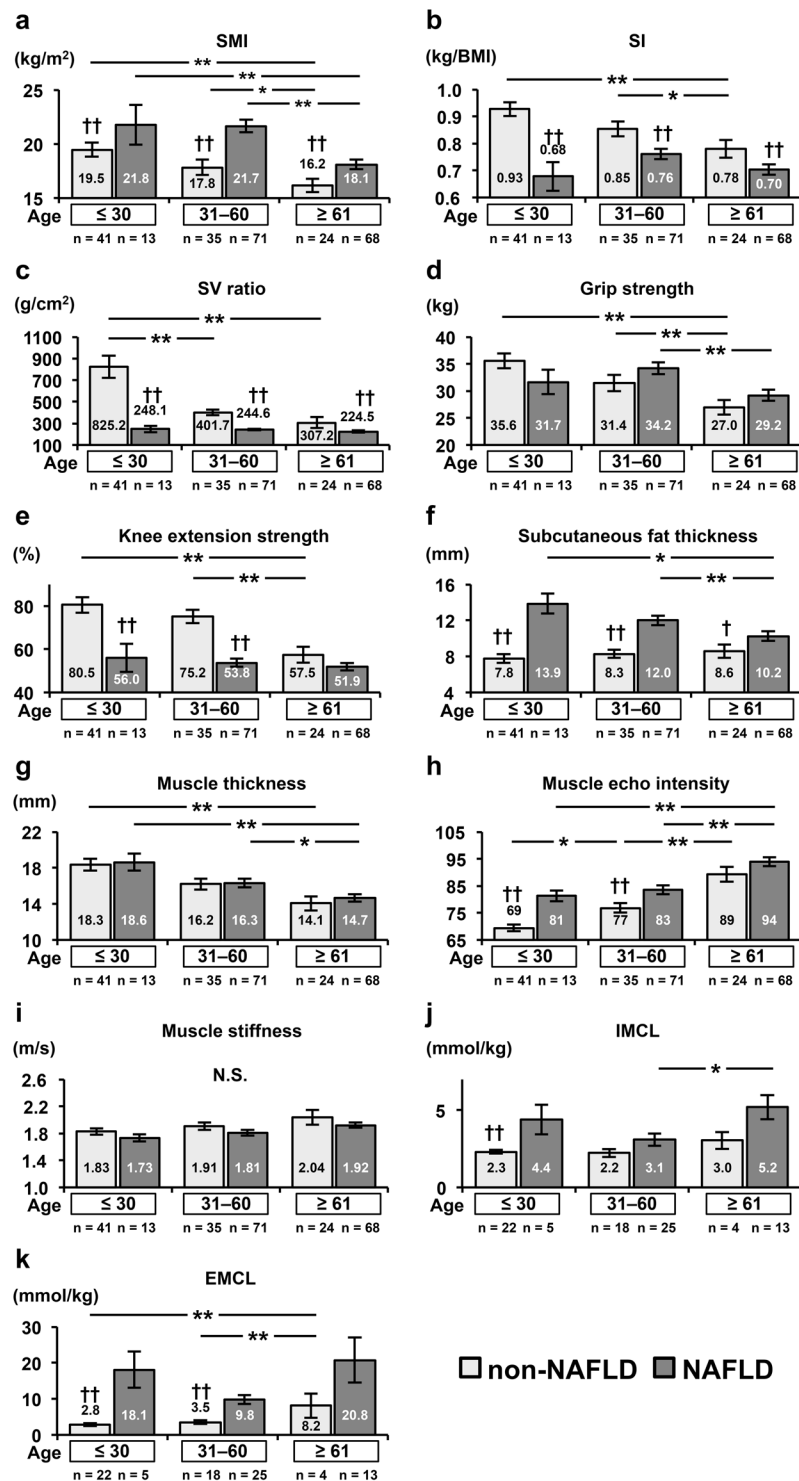 a
SMI
(kg/m²)
**
**
*
**
25
20
15
††
††
††
16.2
19.5 21.8 17.8 21.7 18.1
Age ≤ 30 31–60 ≥ 61
n = 41 n = 13 n = 35 n = 71 n = 24 n = 68
b
SI
(kg/BMI)
**
*
1.0
0.9
0.8
0.7
0.6
††
0.68
††
††
0.93 0.85 0.76 0.78 0.70
Age ≤ 30 31–60 ≥ 61
n = 41 n = 13 n = 35 n = 71 n = 24 n = 68
c
SV ratio
(g/cm²)
**
**
1100
900
700
500
300
100
††
248.1
††
244.6
††
224.5
825.2 401.7 307.2
Age ≤ 30 31–60 ≥ 61
n = 41 n = 13 n = 35 n = 71 n = 24 n = 68
d
Grip strength
(kg)
**
**
**
40
35
30
25
20
35.6 31.7 31.4 34.2 27.0 29.2
Age ≤ 30 31–60 ≥ 61
n = 41 n = 13 n = 35 n = 71 n = 24 n = 68
e
Knee extension strength
(%)
**
**
80
60
40
††
††
80.5 56.0 75.2 53.8 57.5 51.9
Age ≤ 30 31–60 ≥ 61
n = 41 n = 13 n = 35 n = 71 n = 24 n = 68
f
Subcutaneous fat thickness
(mm)
*
**
16
12
8
4
††
††
†
7.8 13.9 8.3 12.0 8.6 10.2
Age ≤ 30 31–60 ≥ 61
n = 41 n = 13 n = 35 n = 71 n = 24 n = 68
g
Muscle thickness
(mm)
**
**
*
22
18
14
10
18.3 18.6 16.2 16.3 14.1 14.7
Age ≤ 30 31–60 ≥ 61
n = 41 n = 13 n = 35 n = 71 n = 24 n = 68
h
Muscle echo intensity
**
**
* **
105
95
85
75
65
††
69
††
81 77 83 89 94
Age ≤ 30 31–60 ≥ 61
n = 41 n = 13 n = 35 n = 71 n = 24 n = 68
i
Muscle stiffness
(m/s)
N.S.
2.6
2.2
1.8
1.4
1.0
1.83 1.73 1.91 1.81 2.04 1.92
Age ≤ 30 31–60 ≥ 61
n = 41 n = 13 n = 35 n = 71 n = 24 n = 68
j
IMCL
(mmol/kg)
*
5
0
††
2.3 4.4 2.2 3.1 3.0 5.2
Age ≤ 30 31–60 ≥ 61
n = 22 n = 5 n = 18 n = 25 n = 4 n = 13
k
EMCL
(mmol/kg)
**
**
30
20
10
0
††
2.8
††
3.5
18.1 9.8 8.2 20.8
Age ≤ 30 31–60 ≥ 61
n = 22 n = 5 n = 18 n = 25 n = 4 n = 13
non-NAFLD NAFLD